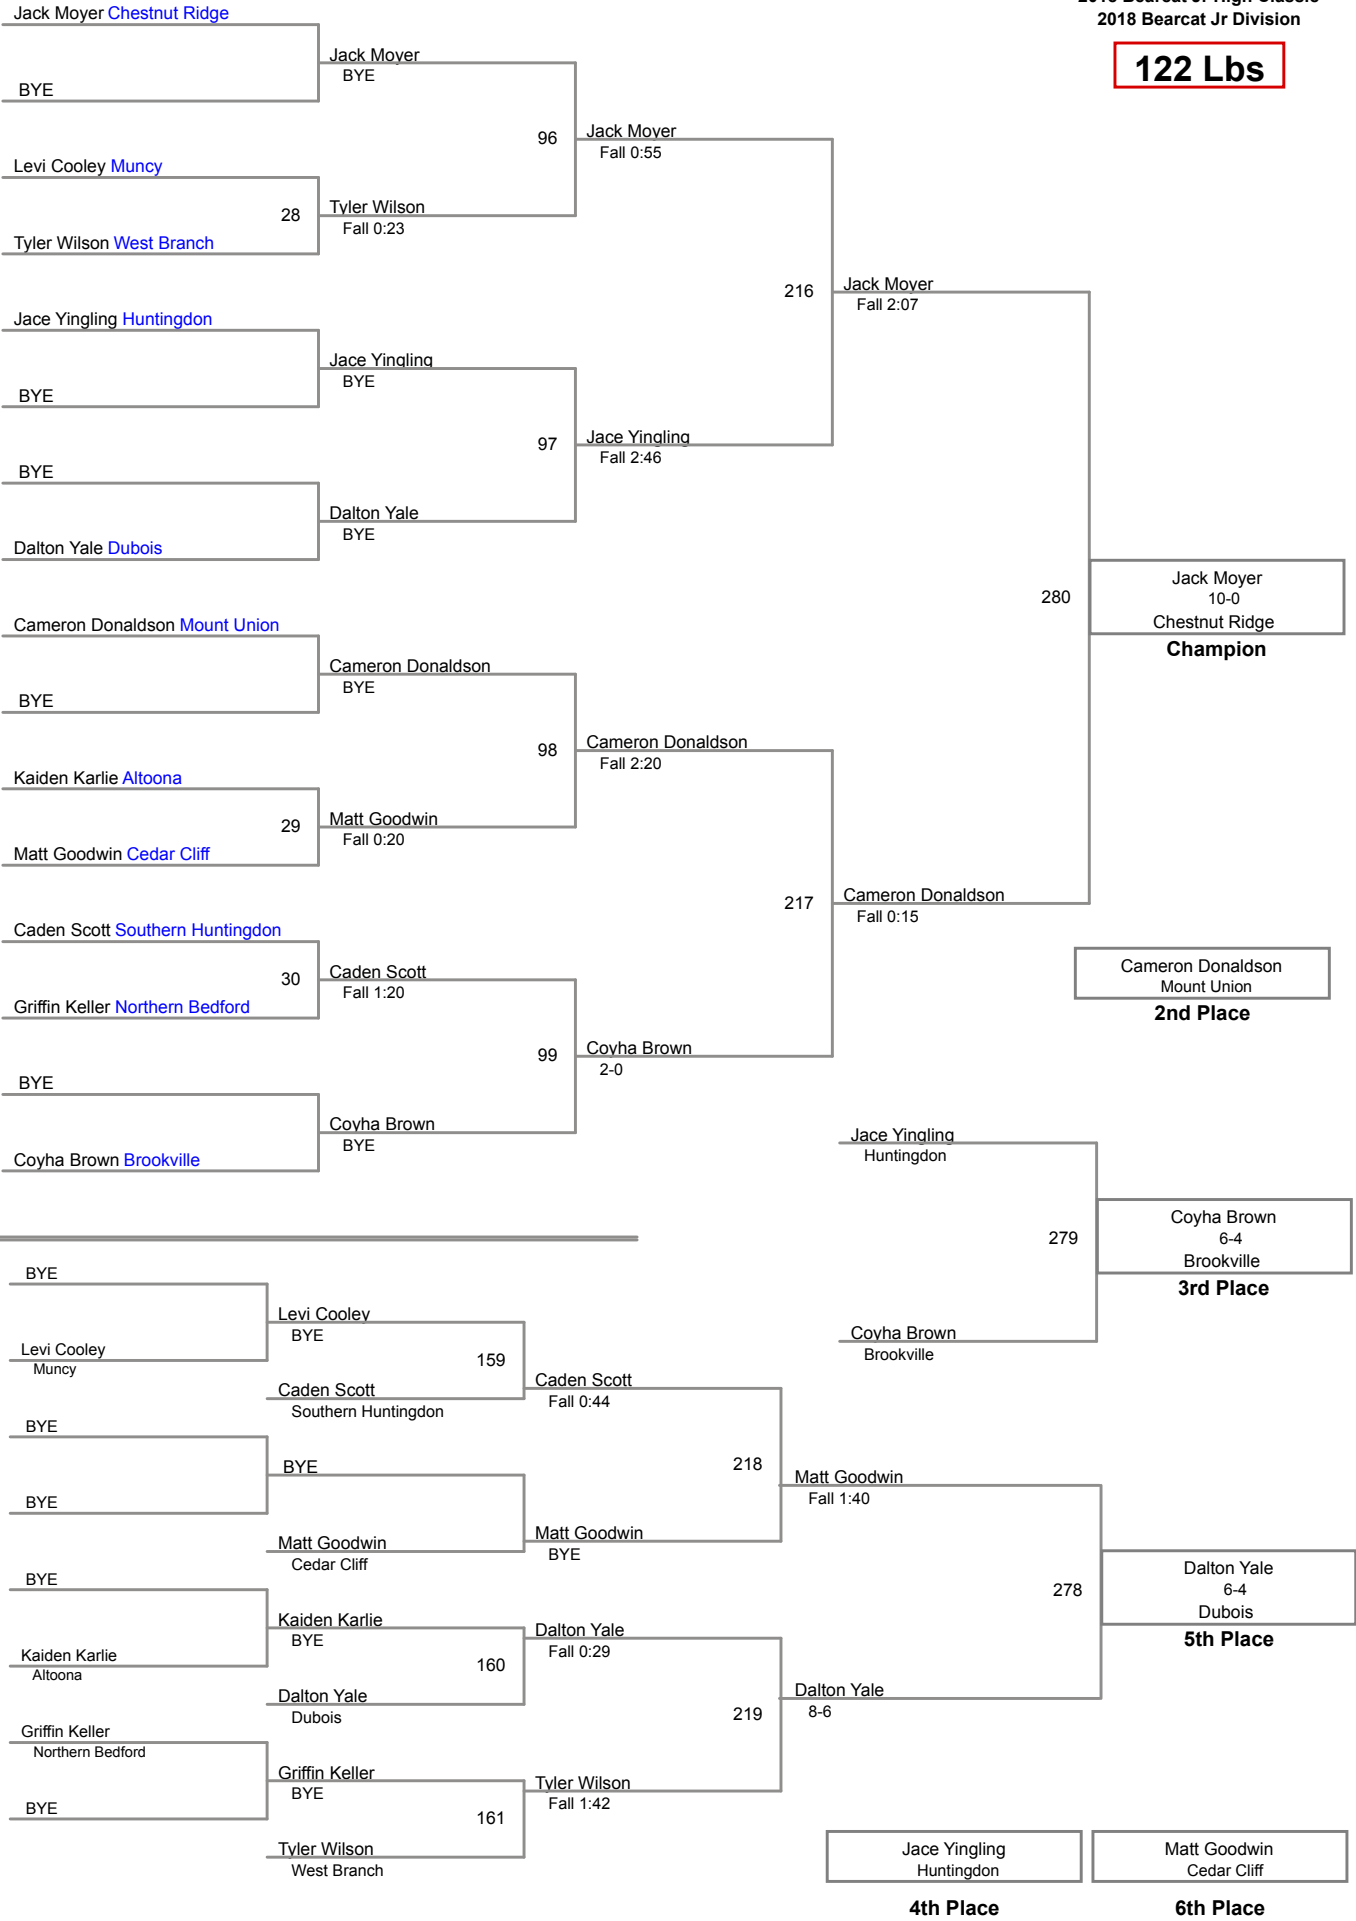 2018 Bearcat Jr High Classic
2018 Bearcat Jr Division
122 Lbs
Jack Moyer Chestnut Ridge
BYE
Levi Cooley Muncy
28
Tyler Wilson West Branch
Jace Yingling Huntingdon
BYE
BYE
Dalton Yale Dubois
Cameron Donaldson Mount Union
BYE
Kaiden Karlie Altoona
29
Matt Goodwin Cedar Cliff
Caden Scott Southern Huntingdon
30
Griffin Keller Northern Bedford
BYE
Coyha Brown Brookville
Jack Moyer
BYE
96
Tyler Wilson
Fall 0:23
Jace Yingling
BYE
97
Dalton Yale
BYE
Cameron Donaldson
BYE
98
Matt Goodwin
Fall 0:20
Caden Scott
Fall 1:20
99
Coyha Brown
BYE
Jack Moyer
Fall 0:55
216
Jace Yingling
Fall 2:46
Cameron Donaldson
Fall 2:20
217
Coyha Brown
2-0
Jack Moyer
Fall 2:07
280
Cameron Donaldson
Fall 0:15
Jack Moyer
10-0
Chestnut Ridge
Champion
Cameron Donaldson
Mount Union
2nd Place
Jace Yingling
Huntingdon
279
Coyha Brown
Brookville
Coyha Brown
6-4
Brookville
3rd Place
BYE
Levi Cooley
Muncy
BYE
BYE
BYE
Kaiden Karlie
Altoona
Griffin Keller
Northern Bedford
BYE
Levi Cooley
BYE
159
Caden Scott
Southern Huntingdon
BYE
Matt Goodwin
Cedar Cliff
Kaiden Karlie
BYE
160
Dalton Yale
Dubois
Griffin Keller
BYE
161
Tyler Wilson
West Branch
Caden Scott
Fall 0:44
218
Matt Goodwin
BYE
Dalton Yale
Fall 0:29
219
Tyler Wilson
Fall 1:42
Matt Goodwin
Fall 1:40
278
Dalton Yale
8-6
Dalton Yale
6-4
Dubois
5th Place
Jace Yingling
Huntingdon
4th Place
Matt Goodwin
Cedar Cliff
6th Place